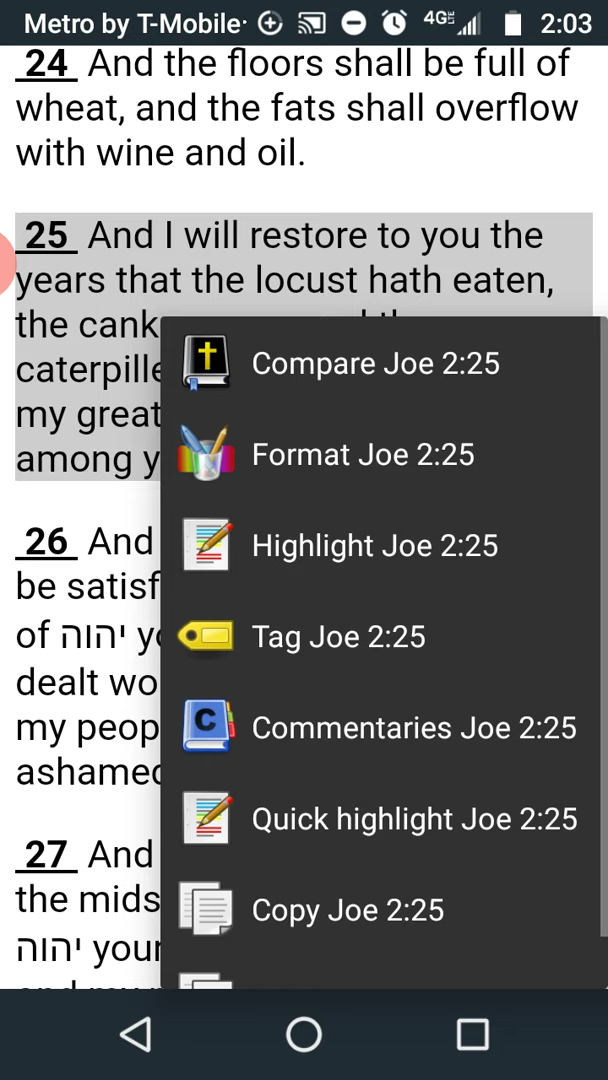 Metro by T-Mobile· 4GE 2:03
24 And the floors shall be full of
wheat, and the fats shall overflow
with wine and oil.
25 And I will restore to you the
years that the locust hath eaten,
the cank
caterpille
my great
among y
26 And
be satisf
of יהוה
dealt wo
my peop
ashamed
27 And
the mids
יהוה your
Compare Joe 2:25
Format Joe 2:25
Highlight Joe 2:25
Tag Joe 2:25
C
Commentaries Joe 2:25
Quick highlight Joe 2:25
Copy Joe 2:25